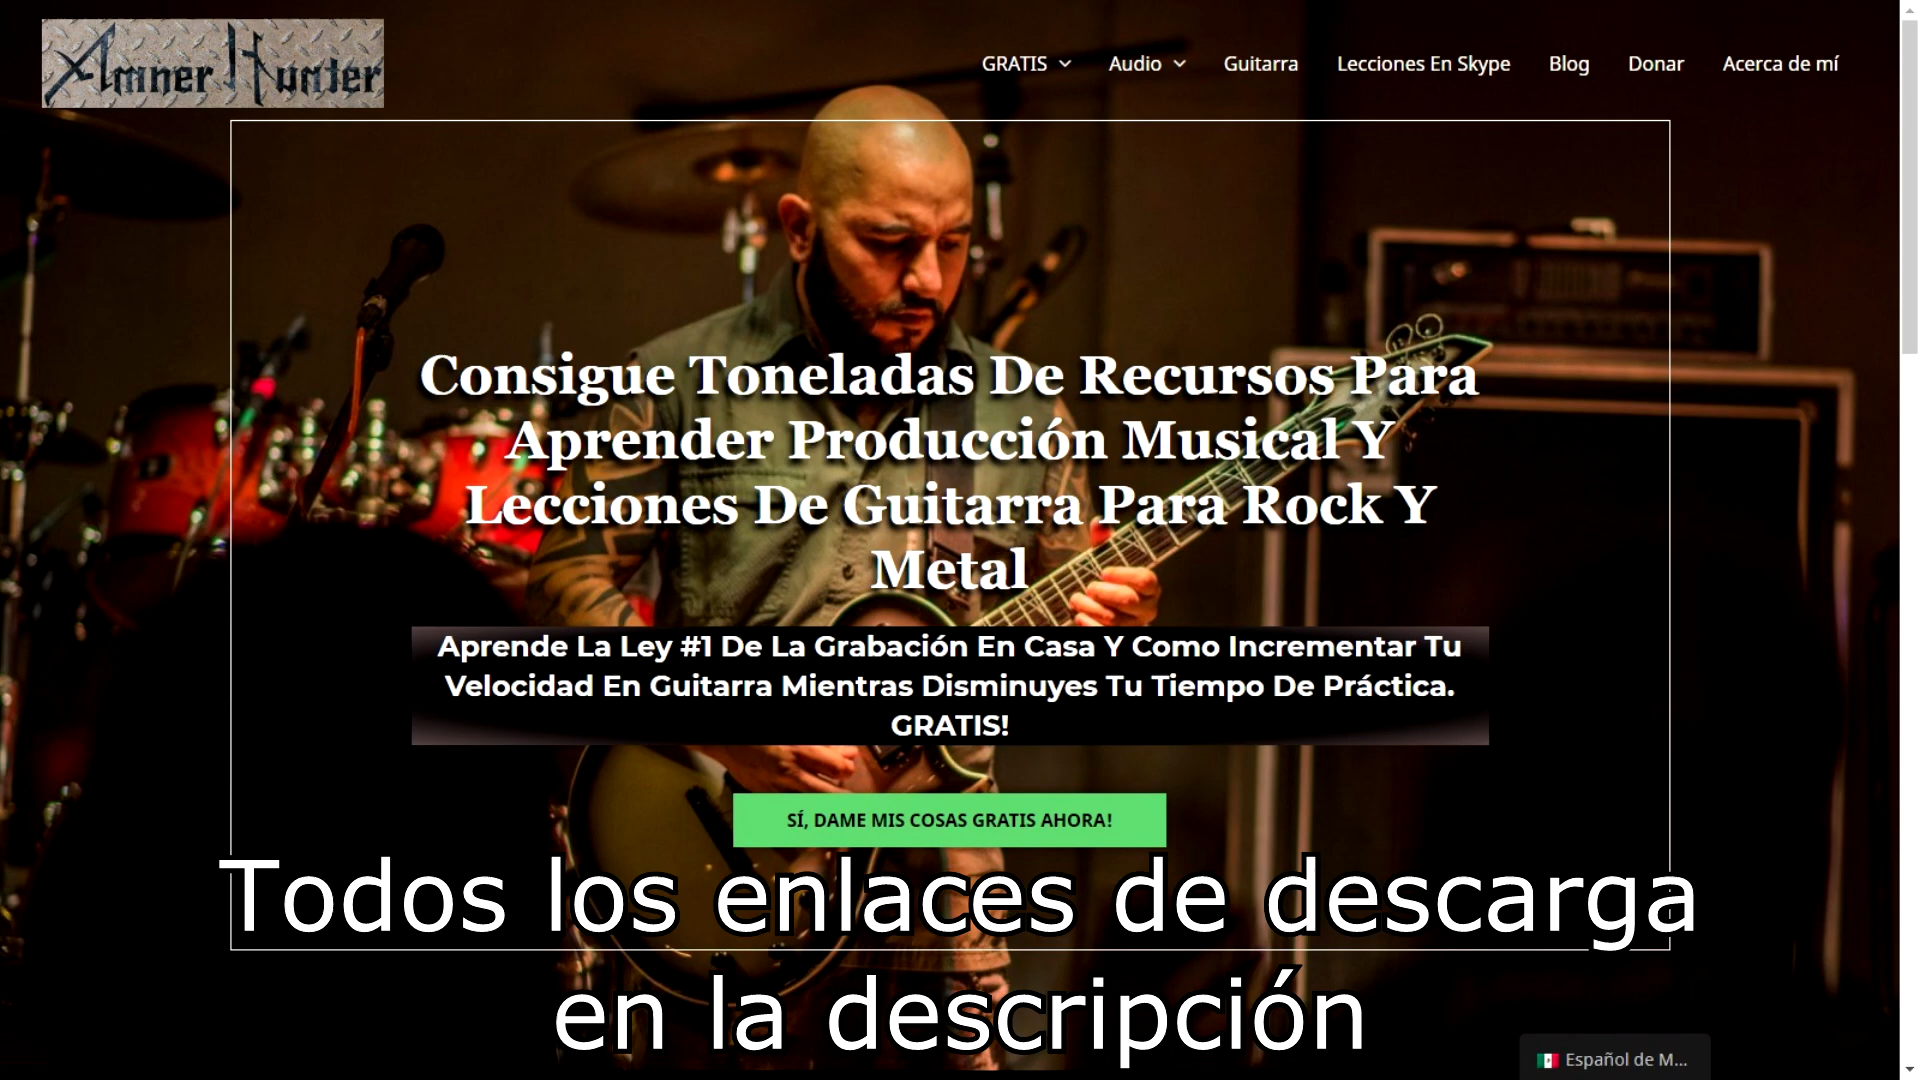 Amner Hunter
GRATIS
Audio
Guitarra
Lecciones En Skype
Blog
Donar
Acerca de mí
Consigue Toneladas De Recursos Para
Aprender Producción Musical Y
Lecciones De Guitarra Para Rock Y
Metal
Aprende La Ley #1 De La Grabación En Casa Y Como Incrementar Tu
Velocidad En Guitarra Mientras Disminuyes Tu Tiempo De Práctica.
GRATIS!
SÍ, DAME MIS COSAS GRATIS AHORA!
Todos los enlaces de descarga
en la descripción
Español de M...